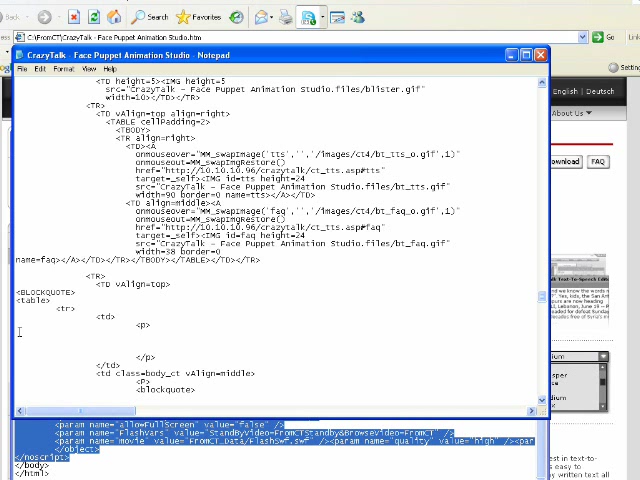 Back
Search
Favorites
C:\FromCT\CrazyTalk - Face Puppet Animation Studio.htm
Go
CrazyTalk - Face Puppet Animation Studio - Notepad
File Edit Format View Help
<TD height=5><IMG height=5
src="CrazyTalk - Face Puppet Animation Studio.files/blister.gif"
width=10></TD></TR>
<TR>
<TD vAlign=top align=right>
<TABLE cellPadding=2>
<TBODY>
<TR align=right>
<TD><A
onmouseover="MM_swapImage('tts','','/images/ct4/bt_tts_o.gif',1)"
onmouseout=MM_swapImgRestore()
href="http://10.10.10.96/crazytalk/ct_tts.asp#tts"
target=_self><IMG id=tts height=24
src="CrazyTalk - Face Puppet Animation Studio.files/bt_tts.gif"
width=90 border=0 name=tts></A></TD>
<TD align=middle><A
onmouseover="MM_swapImage('faq','','/images/ct4/bt_faq_o.gif',1)"
onmouseout=MM_swapImgRestore()
href="http://10.10.10.96/crazytalk/ct_tts.asp#faq"
target=_self><IMG id=faq height=24
src="CrazyTalk - Face Puppet Animation Studio.files/bt_faq.gif"
width=38 border=0
name=faq></A></TD></TR></TBODY></TABLE></TD></TR>
<TR>
<TD vAlign=top>
<BLOCKQUOTE>
<table>
<tr>
<td>
<p>
</p>
</td>
<td class=body_ct vAlign=middle>
<P>
<blockquote>
<param name="allowFullScreen" value="false" />
<param name="FlashVars" value="StandByVideo=FromCTStandby&BrowseVideo=FromCT" />
<param name="movie" value="FromCT_Data/FlashSwf.swf" /><param name="quality" value="high" /><par
</object>
</noscript>
</body>
</html>
English | Deutsch
About Us
ownload
FAQ